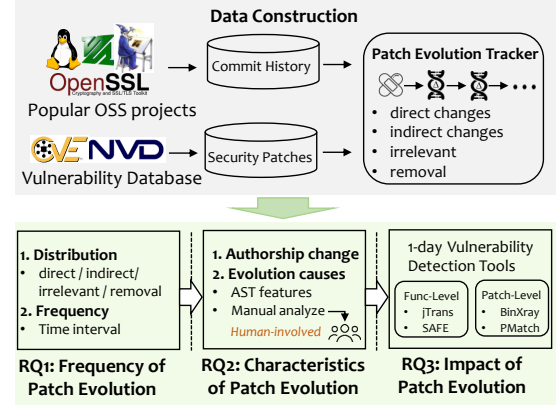 Data Construction
OpenSSL
Cryptography and SSL/TLS Toolkit
Popular OSS projects
Commit History
CVE NVD
Vulnerability Database
Security Patches
Patch Evolution Tracker
• direct changes
• indirect changes
• irrelevant
• removal
1. Distribution
• direct / indirect/
irrelevant / removal
2. Frequency
• Time interval
RQ1: Frequency of
Patch Evolution
1. Authorship change
2. Evolution causes
• AST features
• Manual analyze
Human-involved
RQ2: Characteristics
of Patch Evolution
1-day Vulnerability
Detection Tools
Func-Level
• jTrans
• SAFE
Patch-Level
• BinXray
• PMatch
RQ3: Impact of
Patch Evolution